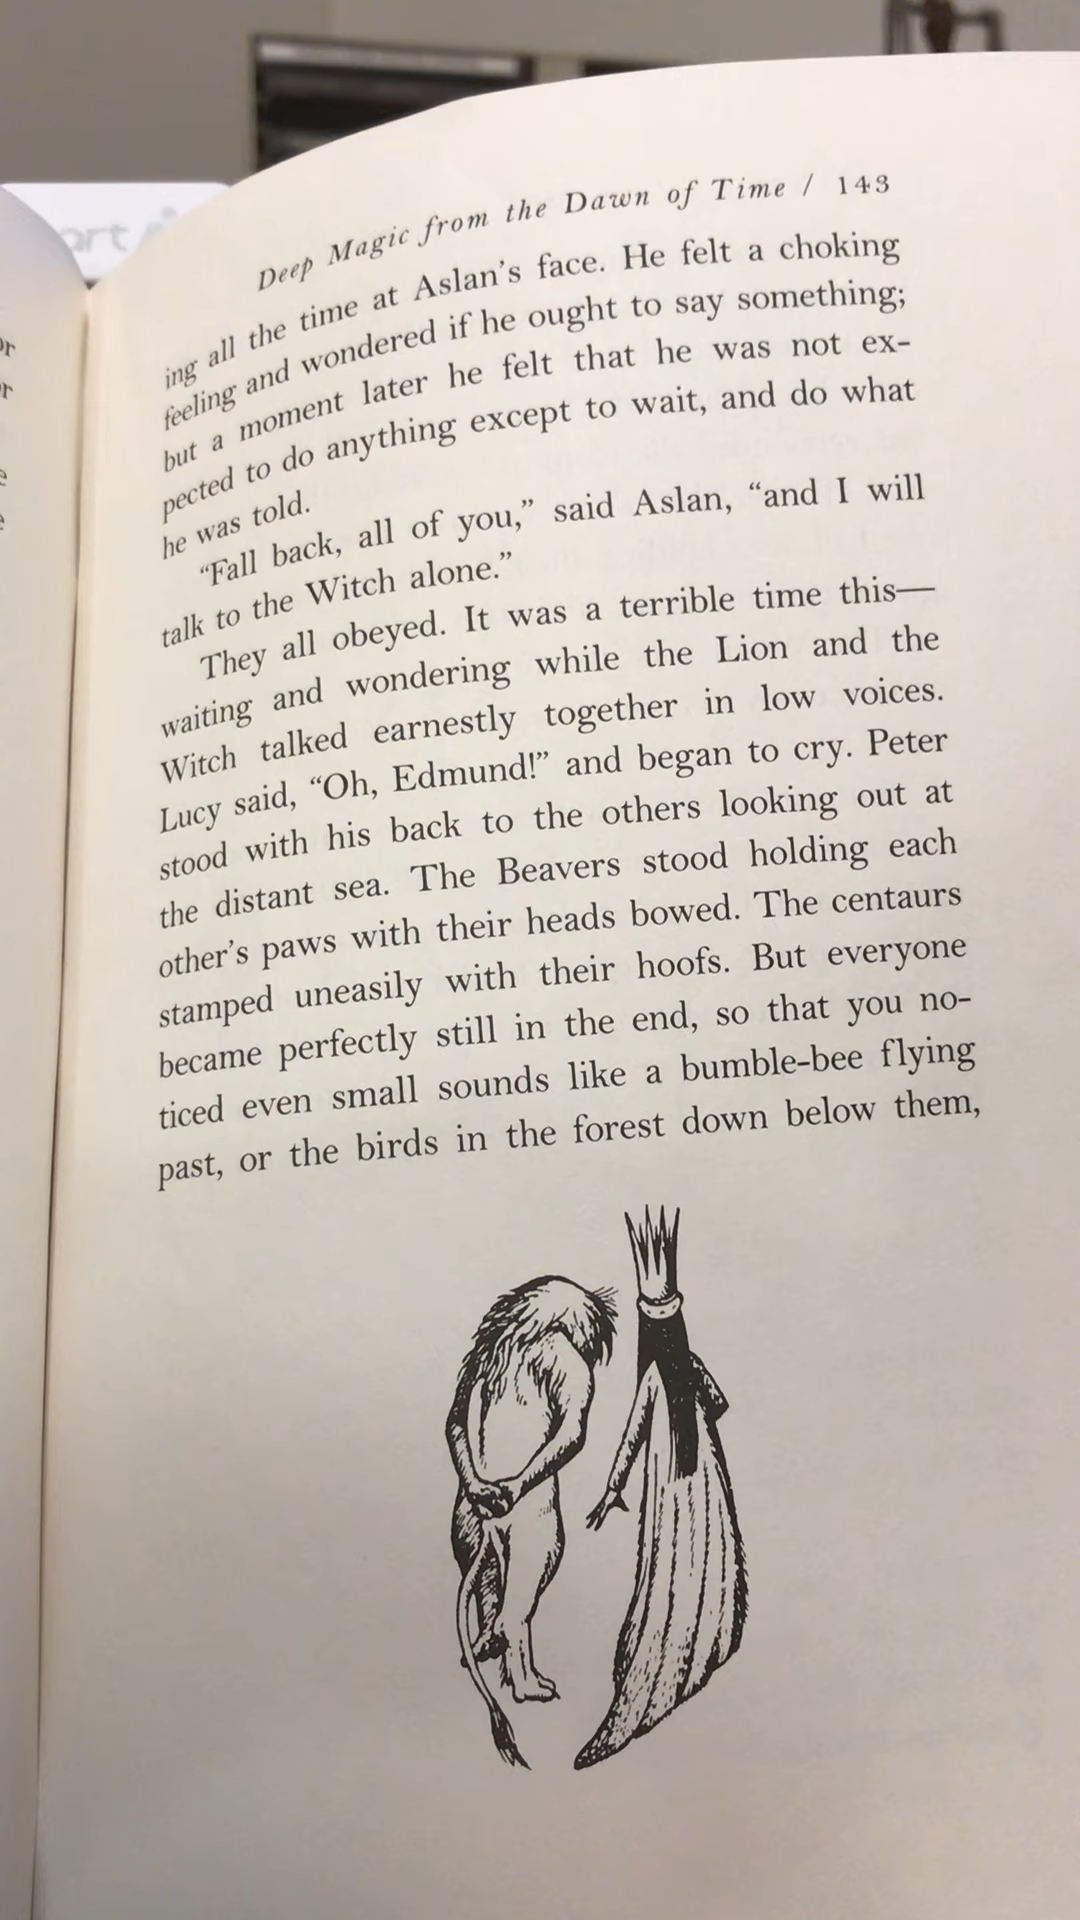 art
Deep Magic from the Dawn of Time / 143
ing all the time at Aslan's face. He felt a choking
feeling and wondered if he ought to say something;
but a moment later he felt that he was not ex-
pected to do anything except to wait, and do what
he was told.
“Fall back, all of you,” said Aslan, “and I will
talk to the Witch alone.”
They all obeyed. It was a terrible time this—
waiting and wondering while the Lion and the
Witch talked earnestly together in low voices.
Lucy said, “Oh, Edmund!” and began to cry. Peter
stood with his back to the others looking out at
the distant sea. The Beavers stood holding each
other's paws with their heads bowed. The centaurs
stamped uneasily with their hoofs. But everyone
became perfectly still in the end, so that you no-
ticed even small sounds like a bumble-bee flying
past, or the birds in the forest down below them,